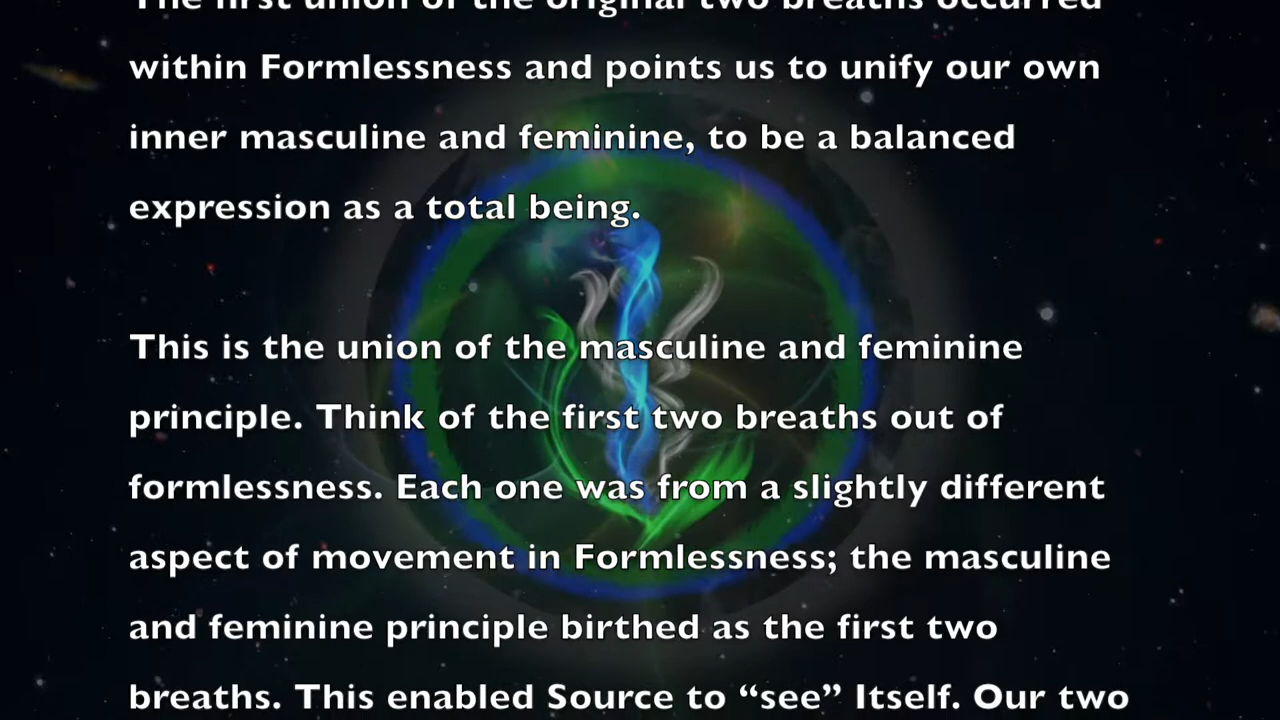 The first union of the original two breaths occurred
within Formlessness and points us to unify our own
inner masculine and feminine, to be a balanced
expression as a total being.
This is the union of the masculine and feminine
principle. Think of the first two breaths out of
formlessness. Each one was from a slightly different
aspect of movement in Formlessness; the masculine
and feminine principle birthed as the first two
breaths. This enabled Source to “see” Itself. Our two